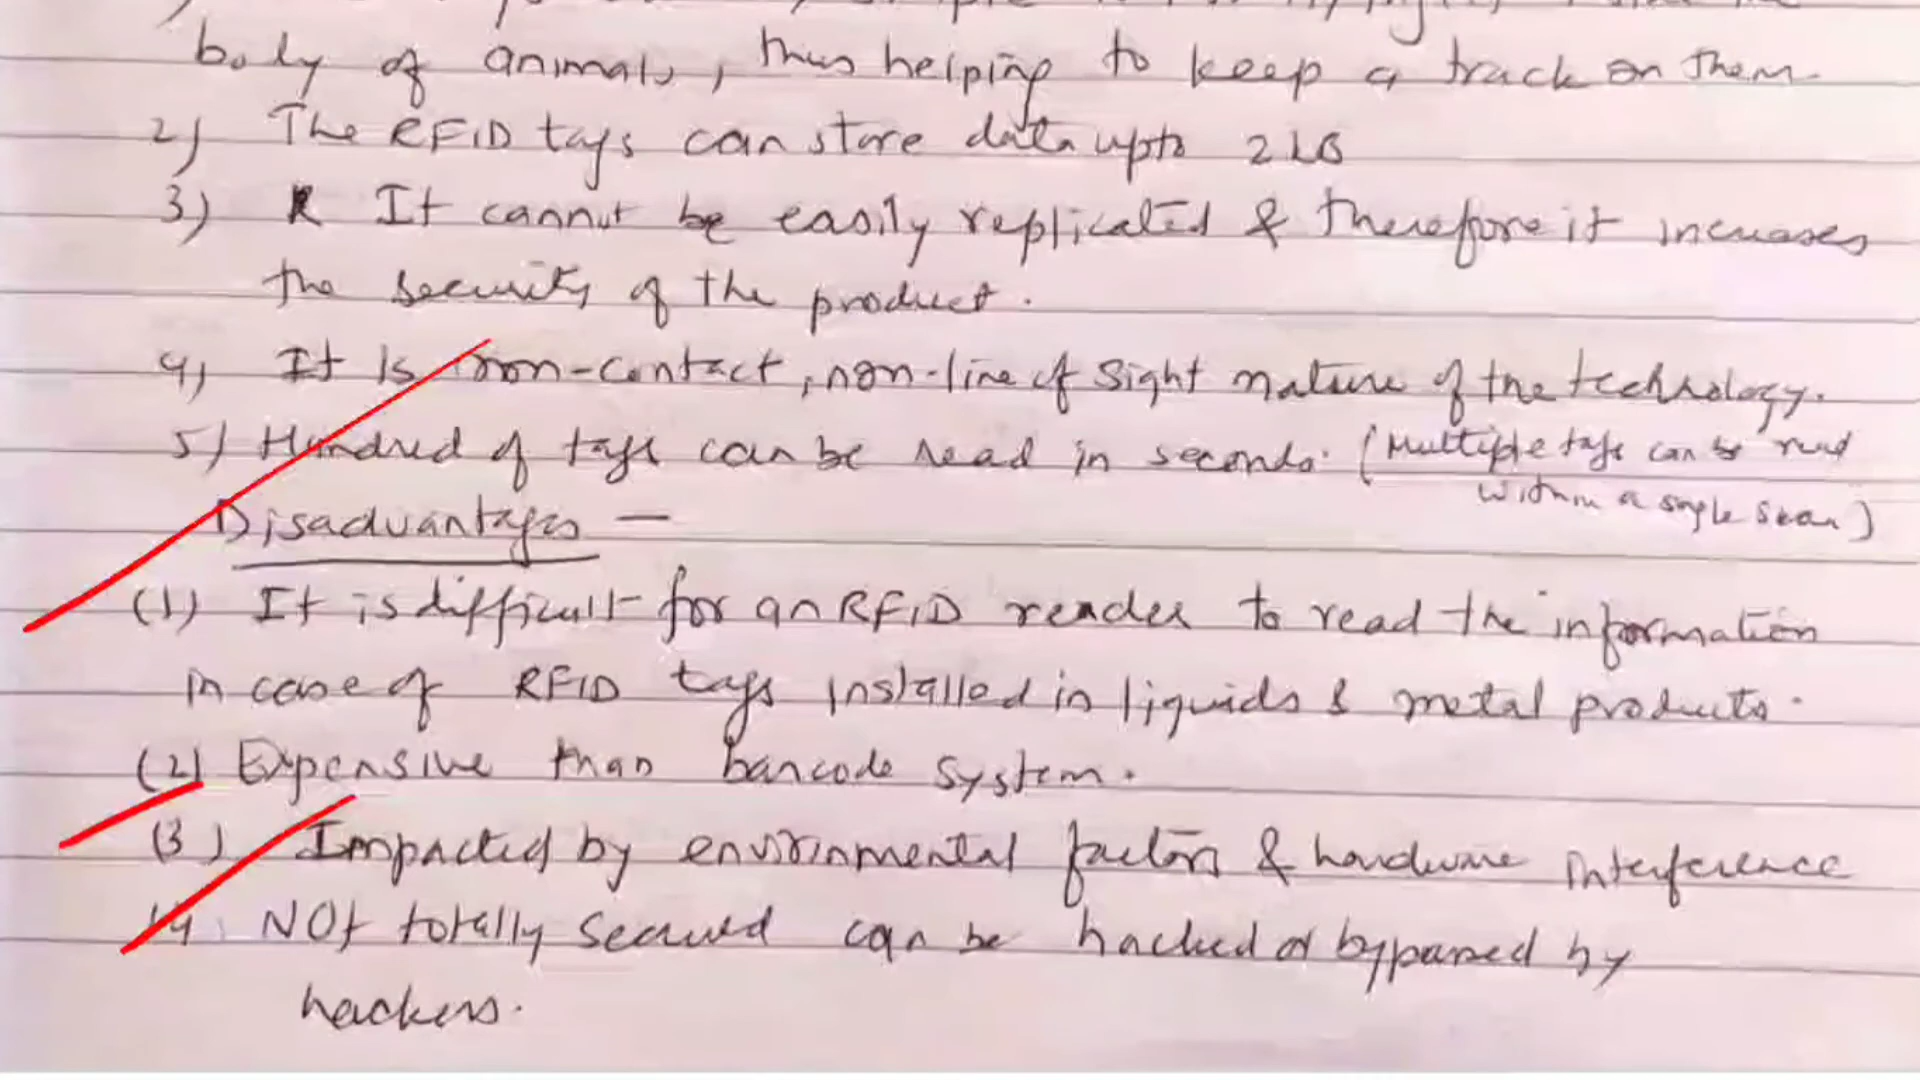 body of animals, thus helping to keep a track on them.
2) The RFID tags can store data upto 2 KB
3) R It cannot be easily replicated & therefore it increases
the security of the product.
4) It is non-contact, non-line of sight nature of the technology.
5) Hundred of tags can be read in seconds. (Multiple tags can be read
within a single scan)
Disadvantages —
(1) It is difficult for an RFID reader to read the information
in case of RFID tags installed in liquids & metal products.
(2) Expensive than barcode system.
(3) Impacted by environmental factors & hardware interference
(4) NOt totally secured can be hacked or bypassed by
hackers.